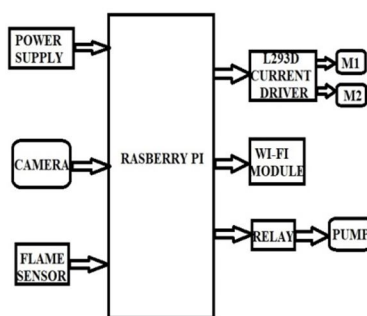 POWER
SUPPLY
CAMERA
FLAME
SENSOR
RASBERRY PI
L293D
CURRENT
DRIVER
M1
M2
WI-FI
MODULE
RELAY
PUMP